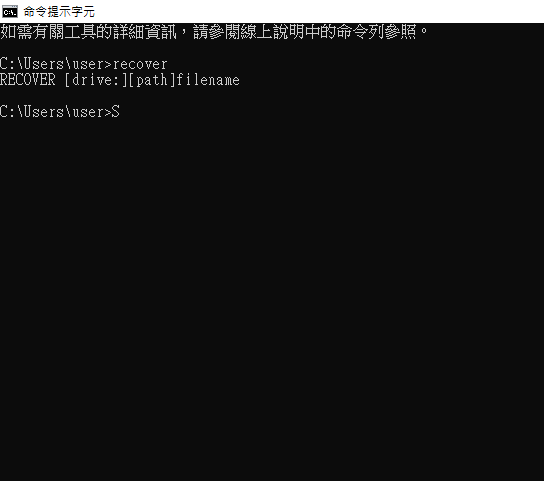 命令提示字元
如需有關工具的詳細資訊，請參閱線上說明中的命令列參照。
C:\Users\user>recover
RECOVER [drive:][path]filename
C:\Users\user>S